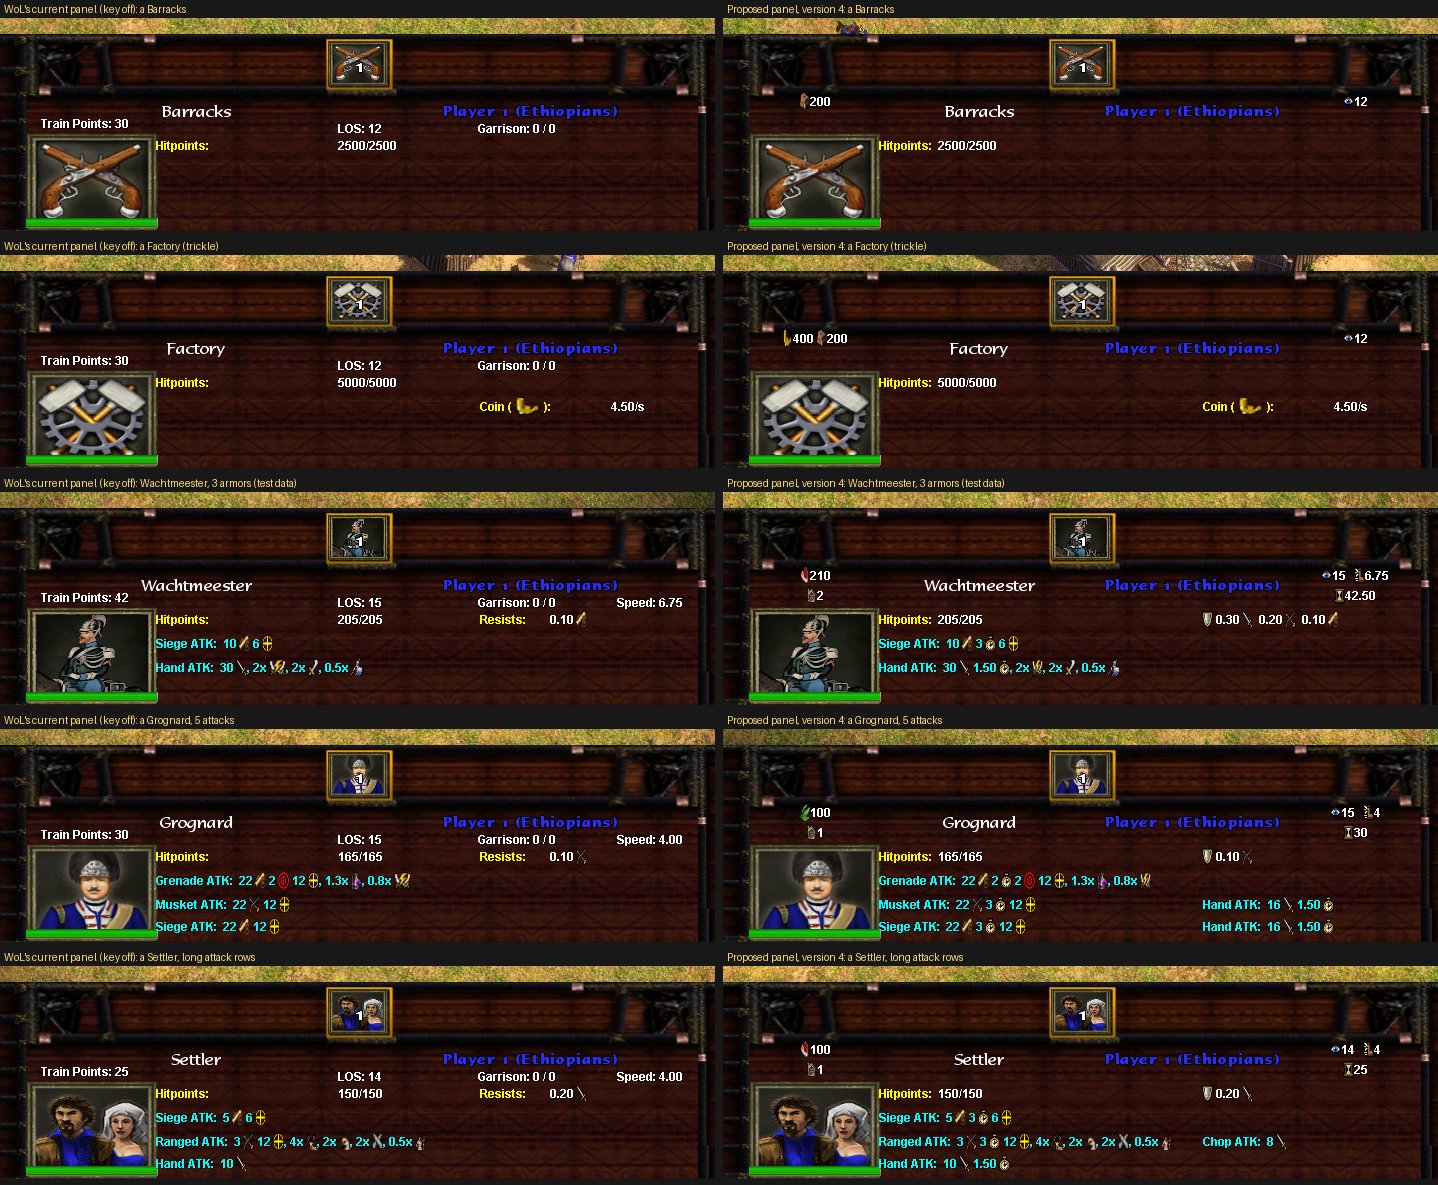 WoL's current panel (key off): a Barracks
1
Barracks
Player 1 (Ethiopians)
Train Points: 30
LOS: 12
Garrison: 0 / 0
Hitpoints:
2500/2500
Proposed panel, version 4: a Barracks
1
200
12
Barracks
Player 1 (Ethiopians)
Hitpoints: 2500/2500
WoL's current panel (key off): a Factory (trickle)
1
Factory
Player 1 (Ethiopians)
Train Points: 30
LOS: 12
Garrison: 0 / 0
Hitpoints:
5000/5000
Coin ( ): 4.50/s
Proposed panel, version 4: a Factory (trickle)
1
400 200
12
Factory
Player 1 (Ethiopians)
Hitpoints: 5000/5000
Coin ( ): 4.50/s
WoL's current panel (key off): Wachtmeester, 3 armors (test data)
1
Wachtmeester
Player 1 (Ethiopians)
Train Points: 42
LOS: 15
Garrison: 0 / 0
Speed: 6.75
Hitpoints:
205/205
Resists: 0.10
Siege ATK: 10 6
Hand ATK: 30 , 2x , 2x , 0.5x
Proposed panel, version 4: Wachtmeester, 3 armors (test data)
1
210
15 6.75
Wachtmeester
Player 1 (Ethiopians)
2
42.50
Hitpoints: 205/205
0.30 0.20 0.10
Siege ATK: 10 3 6
Hand ATK: 30 1.50 , 2x , 2x , 0.5x
WoL's current panel (key off): a Grognard, 5 attacks
1
Grognard
Player 1 (Ethiopians)
Train Points: 30
LOS: 15
Garrison: 0 / 0
Speed: 4.00
Hitpoints:
165/165
Resists: 0.10
Grenade ATK: 22 2 12 , 1.3x , 0.8x
Musket ATK: 22 12
Siege ATK: 22 12
Proposed panel, version 4: a Grognard, 5 attacks
1
100
15 4
Grognard
Player 1 (Ethiopians)
1
30
Hitpoints: 165/165
0.10
Grenade ATK: 22 2 2 12 , 1.3x , 0.8x
Musket ATK: 22 3 12
Hand ATK: 16 1.50
Siege ATK: 22 3 12
Hand ATK: 16 1.50
WoL's current panel (key off): a Settler, long attack rows
1
Settler
Player 1 (Ethiopians)
Train Points: 25
LOS: 14
Garrison: 0 / 0
Speed: 4.00
Hitpoints:
150/150
Resists: 0.20
Siege ATK: 5 6
Ranged ATK: 3 12 , 4x , 2x , 2x , 0.5x
Hand ATK: 10
Proposed panel, version 4: a Settler, long attack rows
1
100
14 4
Settler
Player 1 (Ethiopians)
1
25
Hitpoints: 150/150
0.20
Siege ATK: 5 3 6
Ranged ATK: 3 3 12 , 4x , 2x , 2x , 0.5x
Chop ATK: 8
Hand ATK: 10 1.50